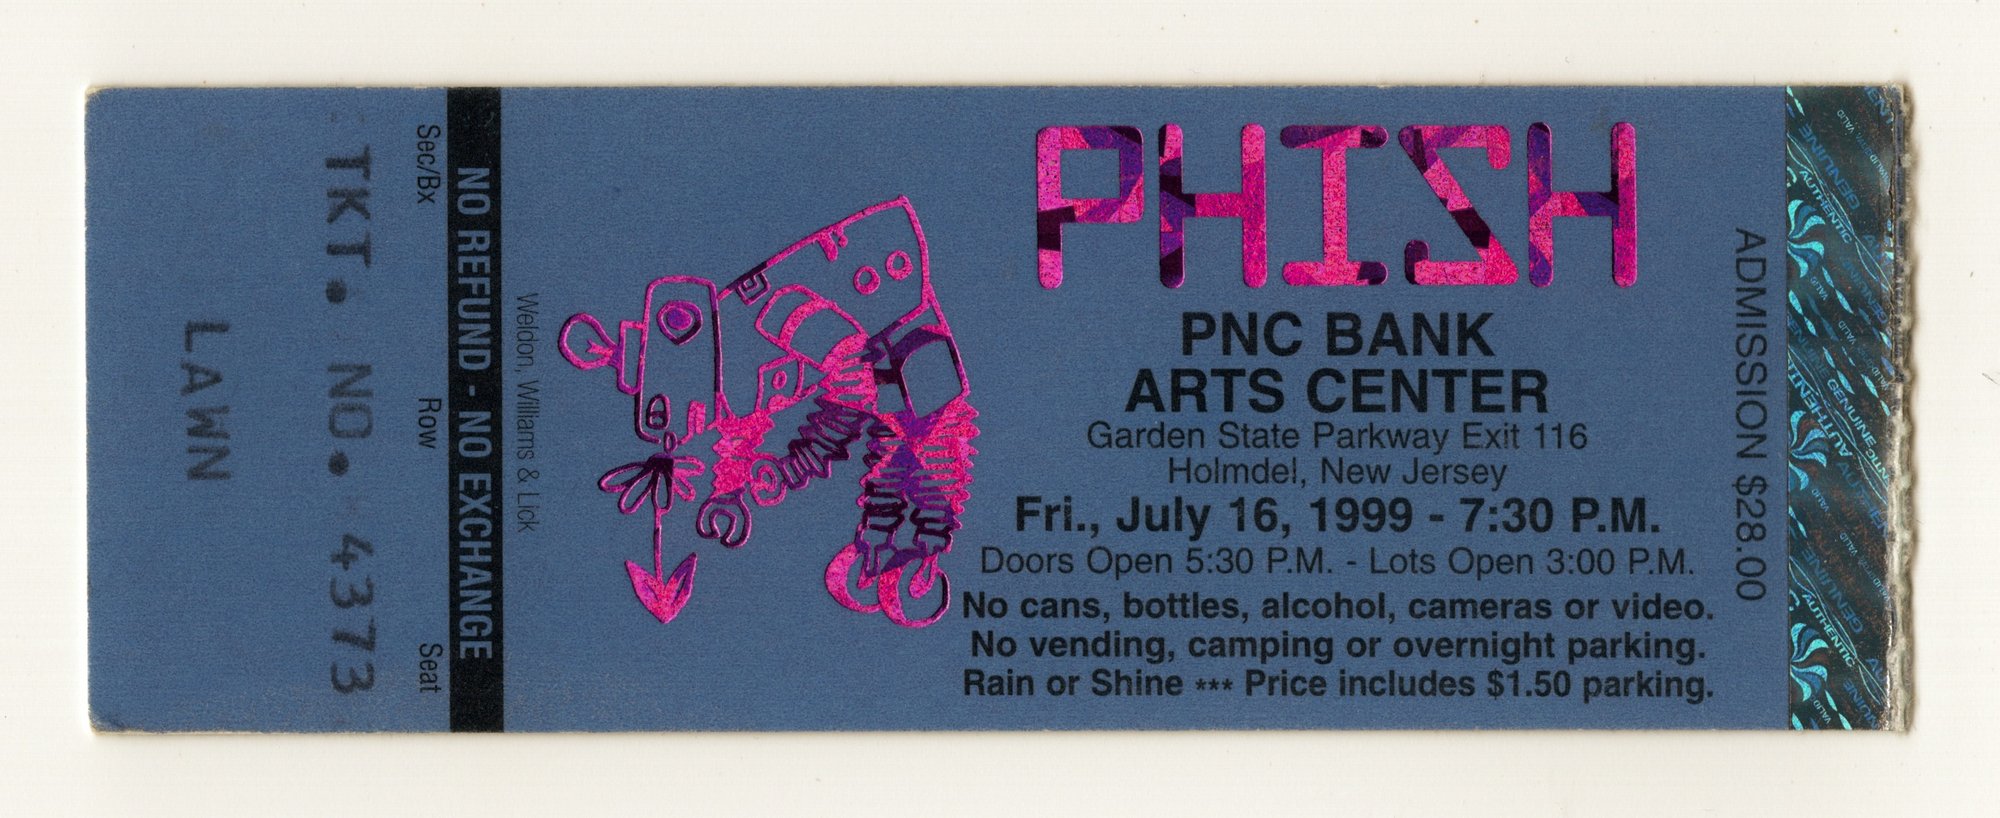 PHISH
PNC BANK
ARTS CENTER
Garden State Parkway Exit 116
Holmdel, New Jersey
Fri., July 16, 1999 - 7:30 P.M.
Doors Open 5:30 P.M. - Lots Open 3:00 P.M.
No cans, bottles, alcohol, cameras or video.
No vending, camping or overnight parking.
Rain or Shine *** Price includes $1.50 parking.
ADMISSION $28.00
Weldon, Williams & Lick
NO REFUND - NO EXCHANGE
Sec/Bx Row Seat
TKT. NO. 4373
LAWN
GENUINE
AUTHENTIC
VALID